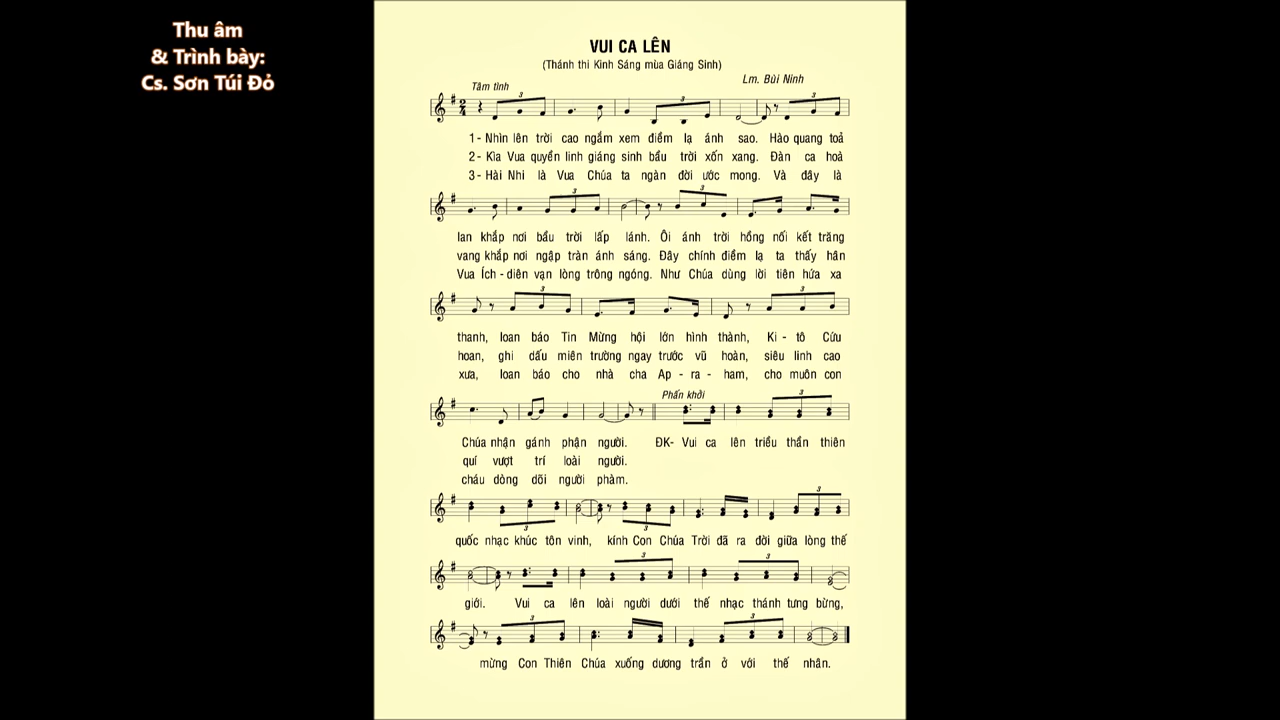 Thu âm
& Trình bày:
Cs. Sơn Túi Đỏ
VUI CA LÊN
(Thánh thi Kinh Sáng mùa Giáng Sinh)
Lm. Bùi Ninh
Tâm tình
1- Nhìn lên trời cao ngắm xem điềm lạ ánh sao. Hào quang toả
2- Kìa Vua quyền linh giáng sinh bầu trời xốn xang. Đàn ca hoà
3- Hài Nhi là Vua Chúa ta ngàn đời ước mong. Và đây là
lan khắp nơi bầu trời lấp lánh. Ôi ánh trời hồng nối kết trăng
vang khắp nơi ngập tràn ánh sáng. Đây chính điềm lạ ta thấy hân
Vua Ích - diên vạn lòng trông ngóng. Như Chúa dùng lời tiên hứa xa
thanh, loan báo Tin Mừng hội lớn hình thành, Ki - tô Cứu
hoan, ghi dấu miên trường ngay trước vũ hoàn, siêu linh cao
xưa, loan báo cho nhà cha Ap - ra - ham, cho muôn con
Phấn khởi
Chúa nhận gánh phận người. ĐK- Vui ca lên triều thần thiên
quí vượt trí loài người.
cháu dòng dõi người phàm.
quốc nhạc khúc tôn vinh, kính Con Chúa Trời đã ra đời giữa lòng thế
giới. Vui ca lên loài người dưới thế nhạc thánh tưng bừng,
mừng Con Thiên Chúa xuống dương trần ở với thế nhân.